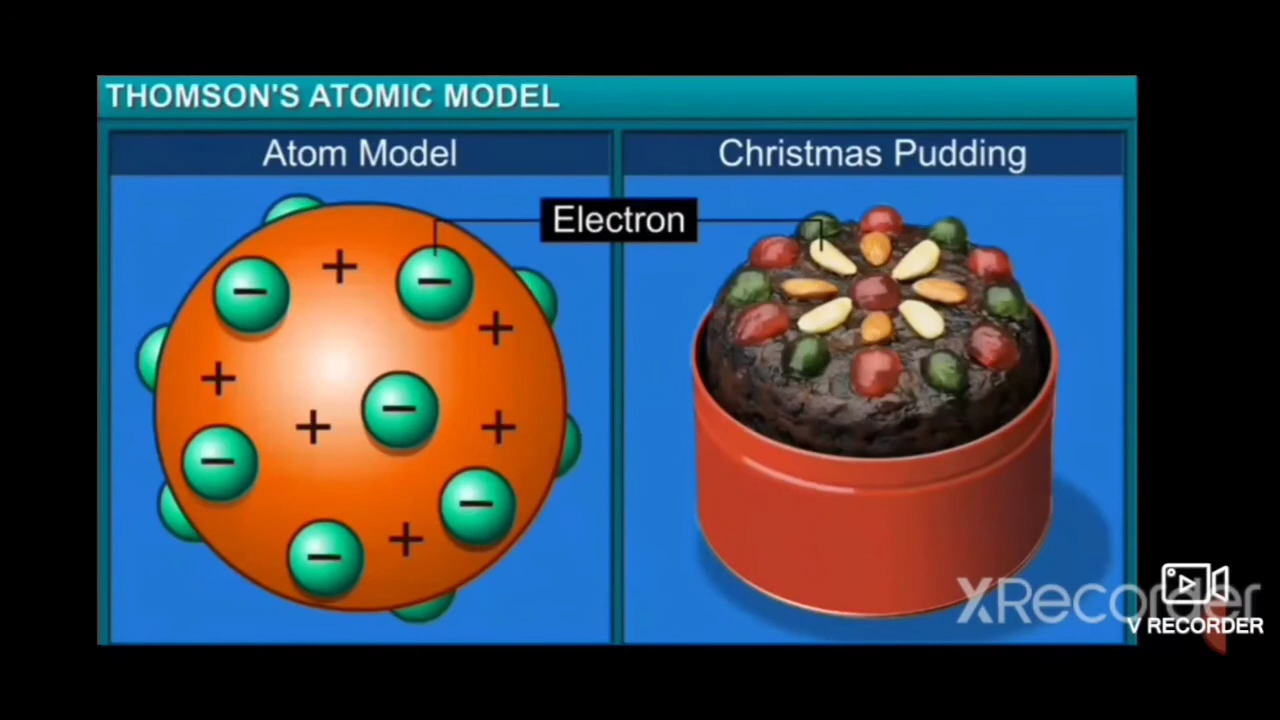 THOMSON'S ATOMIC MODEL
Atom Model
Christmas Pudding
Electron
−
+
−
+
−
+
−
+
+
−
−
+
−
XRecorder
V RECORDER